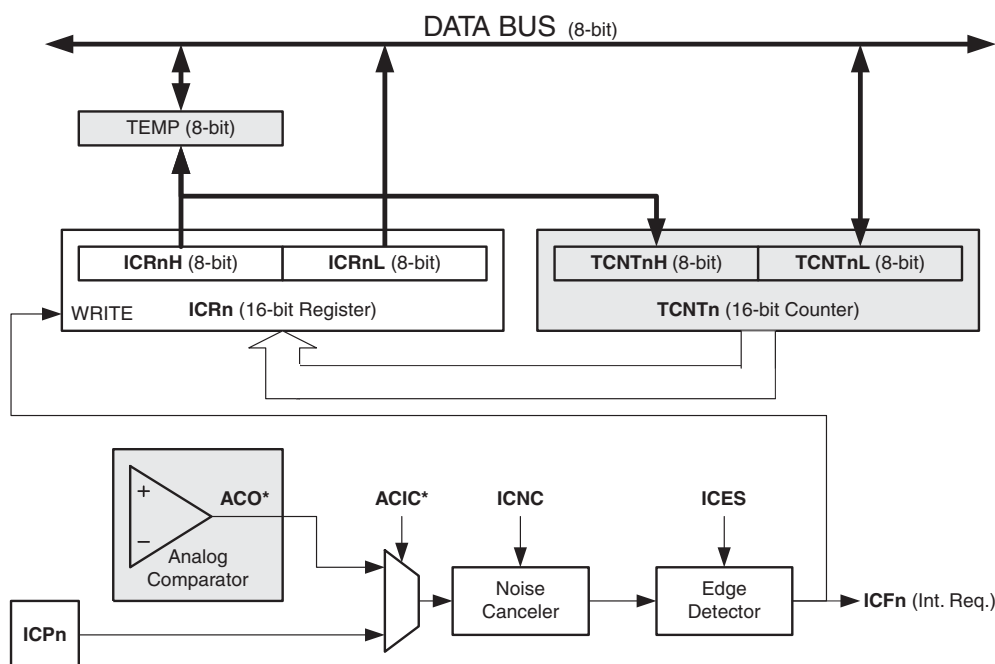 DATA BUS (8-bit)
TEMP (8-bit)
ICRnH (8-bit)
ICRnL (8-bit)
TCNTnH (8-bit)
TCNTnL (8-bit)
WRITE
ICRn (16-bit Register)
TCNTn (16-bit Counter)
+
ACO*
ACIC*
ICNC
ICES
−
Analog
Comparator
Noise
Canceler
Edge
Detector
ICFn (Int. Req.)
ICPn